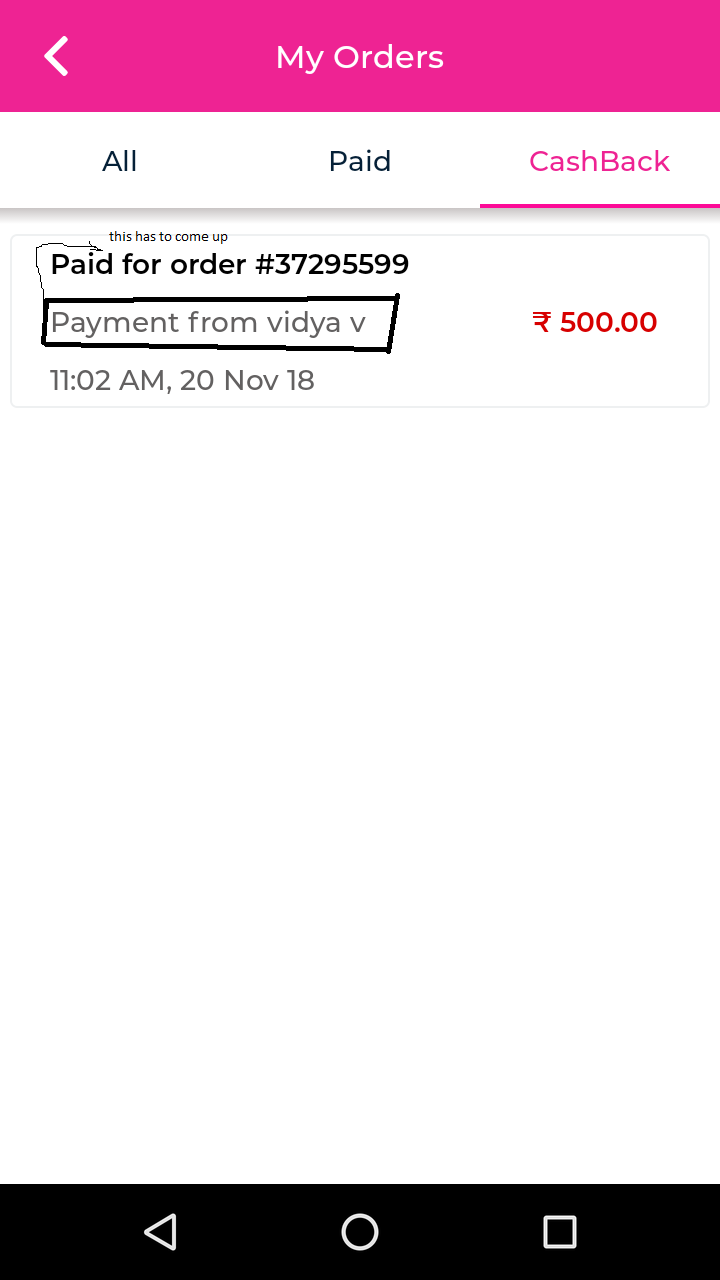 My Orders
All Paid CashBack
this has to come up
Paid for order #37295599
Payment from vidya v ₹ 500.00
11:02 AM, 20 Nov 18